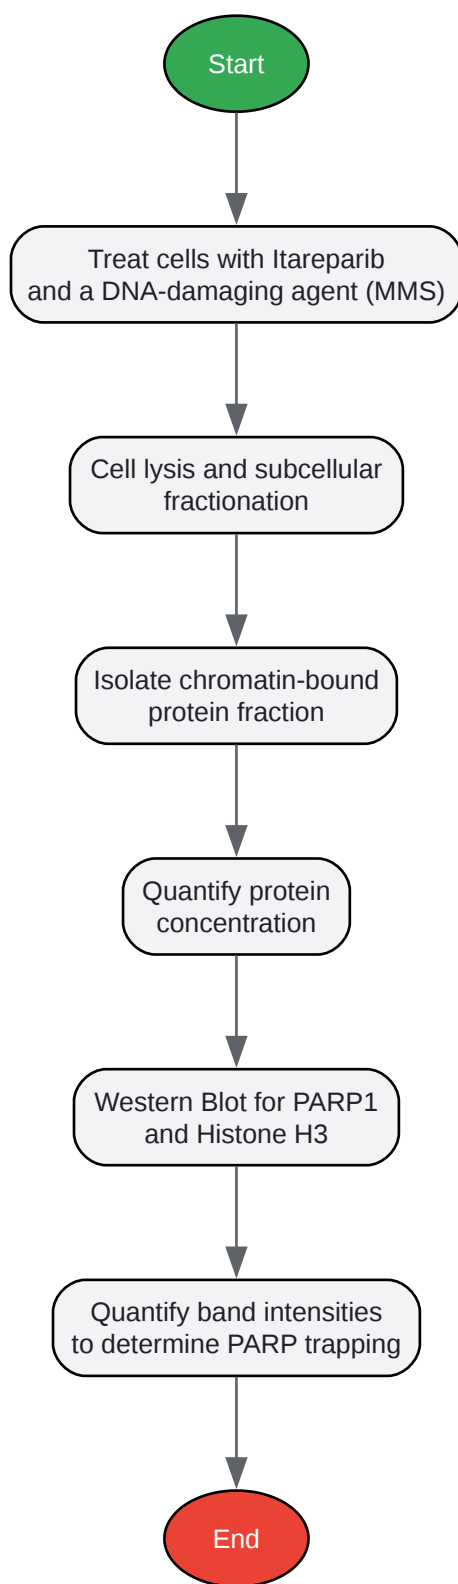 Start
Treat cells with Itareparib
and a DNA-damaging agent (MMS)
Cell lysis and subcellular
fractionation
Isolate chromatin-bound
protein fraction
Quantify protein
concentration
Western Blot for PARP1
and Histone H3
Quantify band intensities
to determine PARP trapping
End